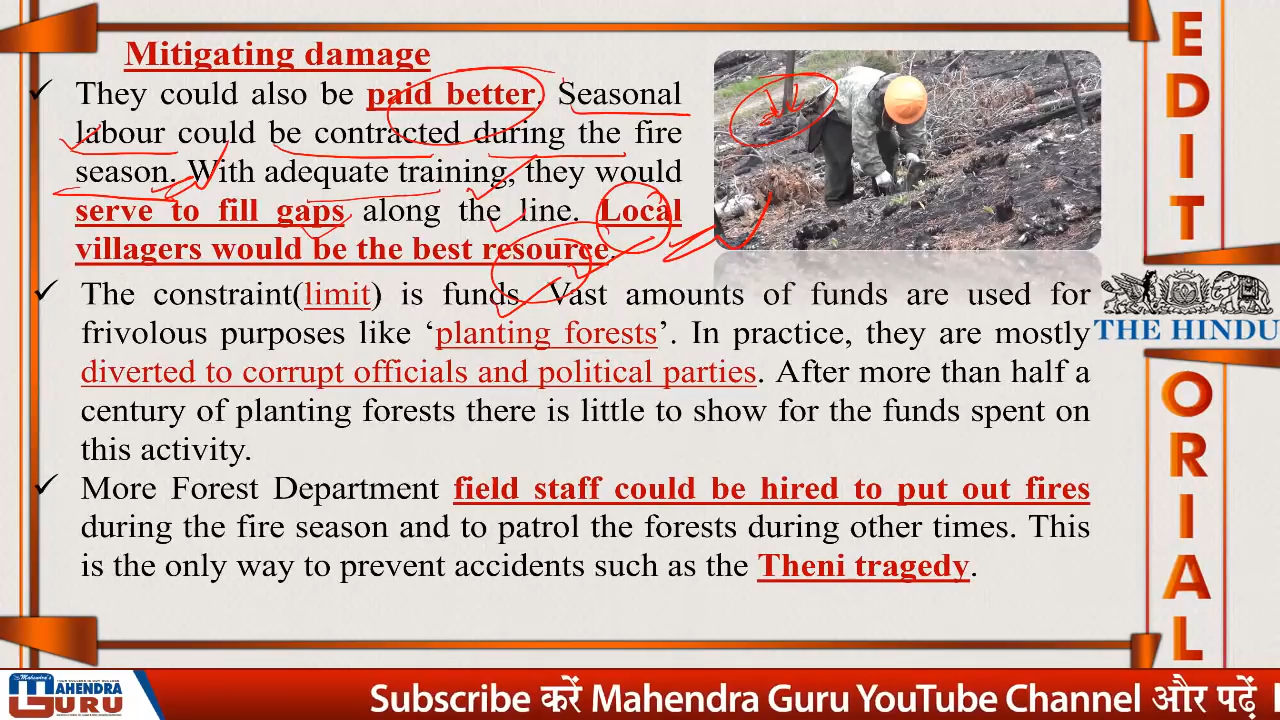 Mitigating damage
✓ They could also be paid better. Seasonal
labour could be contracted during the fire
season. With adequate training, they would
serve to fill gaps along the line. Local
villagers would be the best resource.
✓ The constraint(limit) is funds. Vast amounts of funds are used for
frivolous purposes like ‘planting forests’. In practice, they are mostly
diverted to corrupt officials and political parties. After more than half a
century of planting forests there is little to show for the funds spent on
this activity.
✓ More Forest Department field staff could be hired to put out fires
during the fire season and to patrol the forests during other times. This
is the only way to prevent accidents such as the Theni tragedy.
EDIT
THE HINDU
ORIAL
Mahendra's
MAHENDRA
GURU
Subscribe करें Mahendra Guru YouTube Channel और पढ़ें